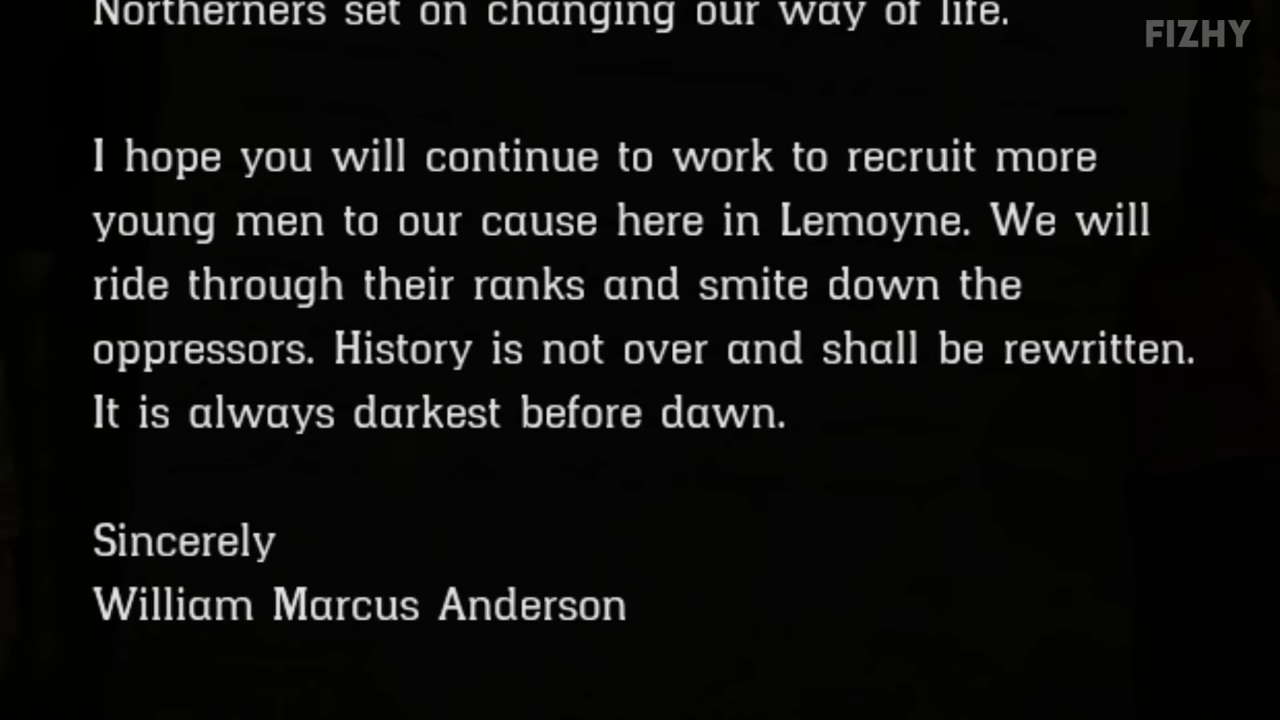 Northerners set on changing our way of life.
FIZHY
I hope you will continue to work to recruit more
young men to our cause here in Lemoyne. We will
ride through their ranks and smite down the
oppressors. History is not over and shall be rewritten.
It is always darkest before dawn.
Sincerely
William Marcus Anderson